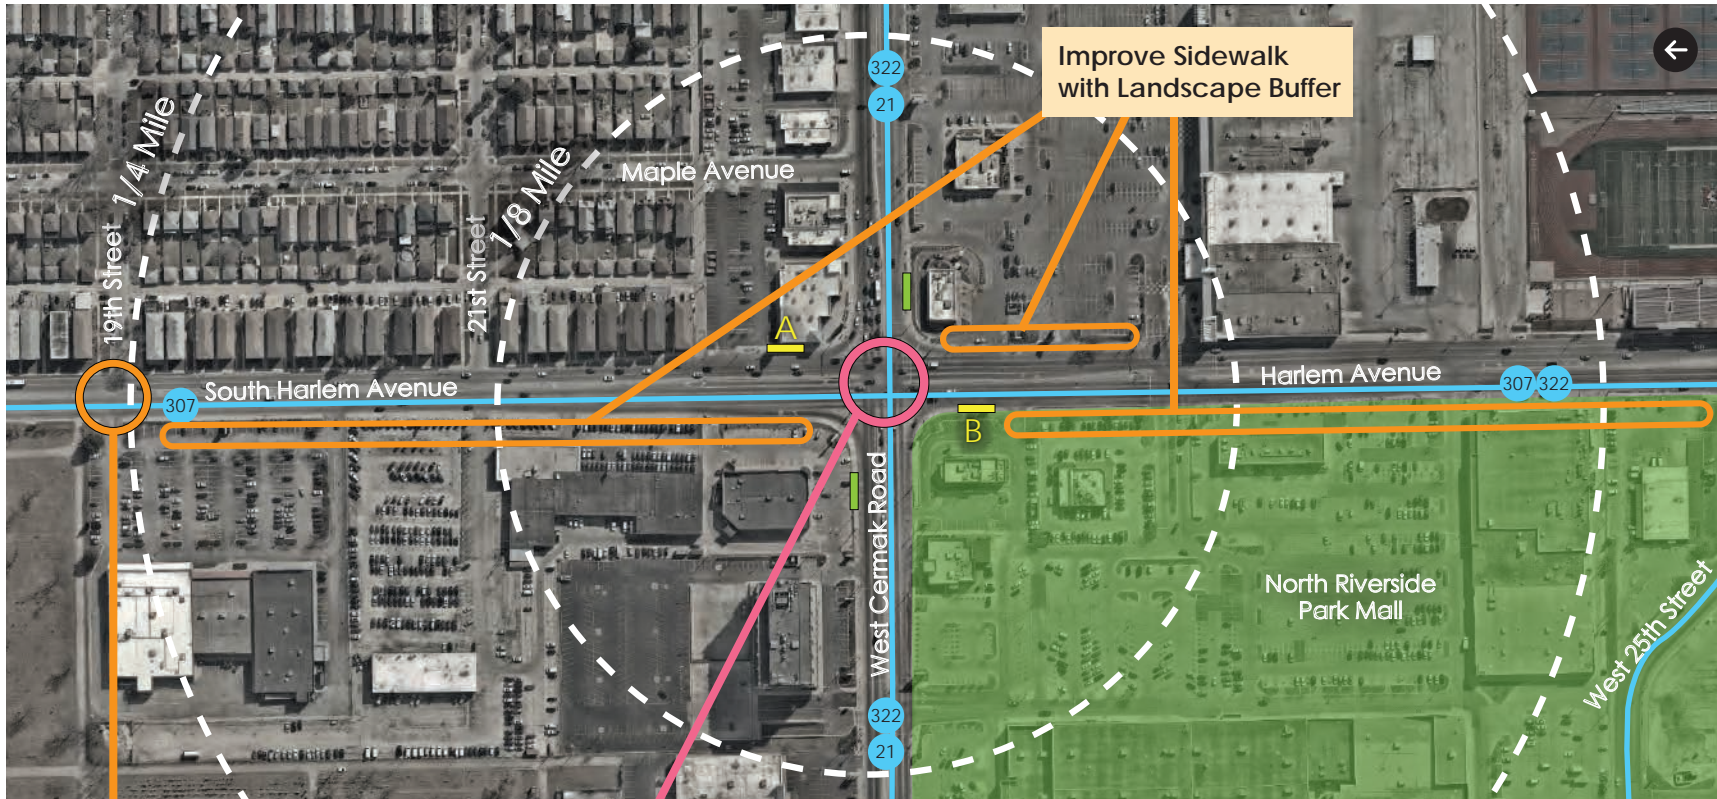 322
21
Improve Sidewalk
with Landscape Buffer
1/4 Mile
1/8 Mile
Maple Avenue
19th Street
21st Street
A
South Harlem Avenue
307
Harlem Avenue
307
322
B
West Cermak Road
North Riverside
Park Mall
West 25th Street
322
21